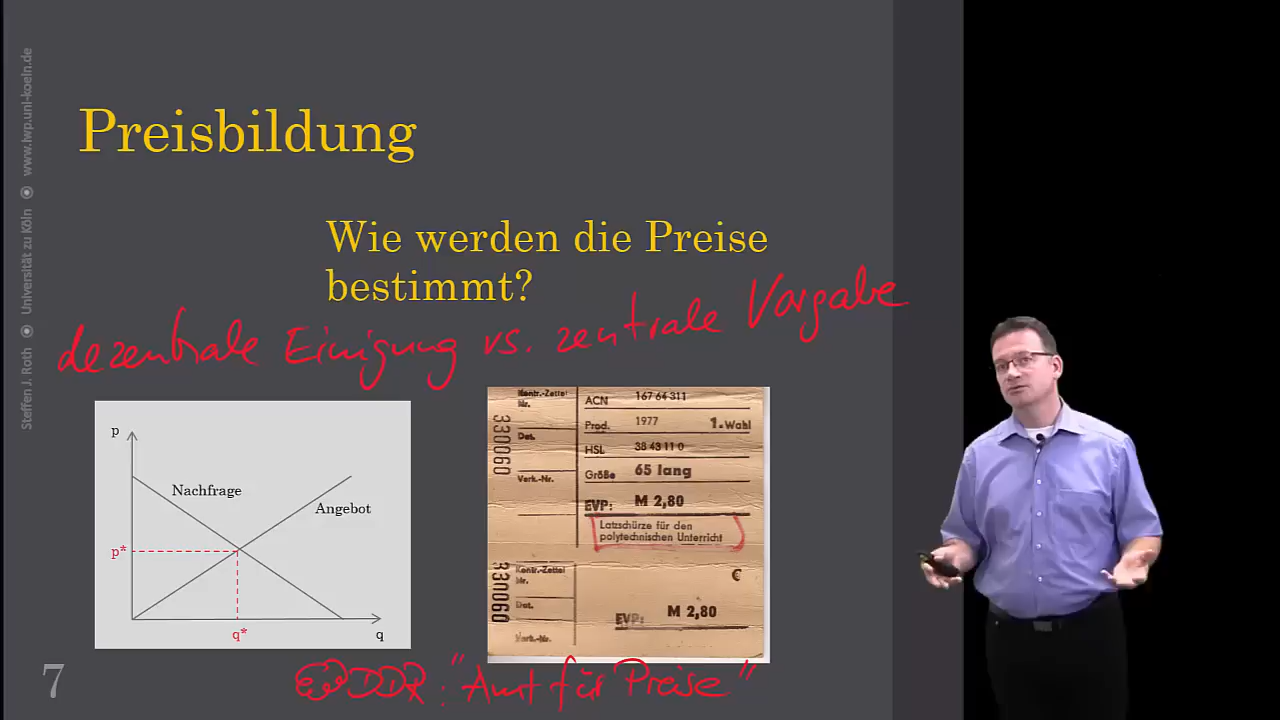 Preisbildung
Wie werden die Preise
bestimmt?
dezentrale Einigung vs. zentrale Vorgabe
p
Nachfrage
Angebot
p*
q*
q
330060
Kontr.-Zettel
Nr.
Dat.
Verk.-Nr.
ACN 167 64 311
Prod. 1977 1. Wahl
HSL 38 43 11 0
Größe 65 lang
EVP: M 2,80
Latzschürze für den
polytechnischen Unterricht
330060
Kontr.-Zettel
Nr.
Dat.
Verk.-Nr.
€
EVP: M 2,80
DDR: "Amt für Preise"
7
Steffen J. Roth ◉ Universität zu Köln ◉ www.iwp.uni-koeln.de